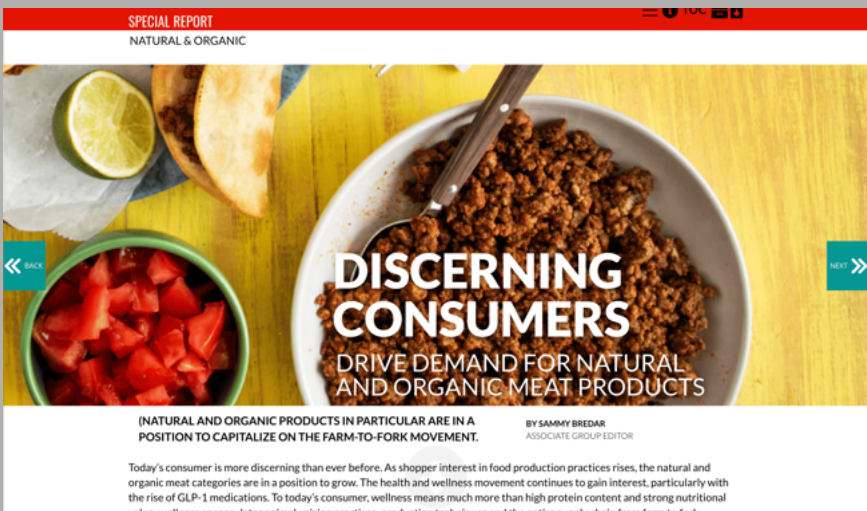 SPECIAL REPORT
TOC
NATURAL & ORGANIC
BACK
NEXT
DISCERNING
CONSUMERS
DRIVE DEMAND FOR NATURAL
AND ORGANIC MEAT PRODUCTS
(NATURAL AND ORGANIC PRODUCTS IN PARTICULAR ARE IN A
POSITION TO CAPITALIZE ON THE FARM-TO-FORK MOVEMENT.
BY SAMMY BREDAR
ASSOCIATE GROUP EDITOR
Today's consumer is more discerning than ever before. As shopper interest in food production practices rises, the natural and
organic meat categories are in a position to grow. The health and wellness movement continues to gain interest, particularly with
the rise of GLP-1 medications. To today's consumer, wellness means much more than high protein content and strong nutritional